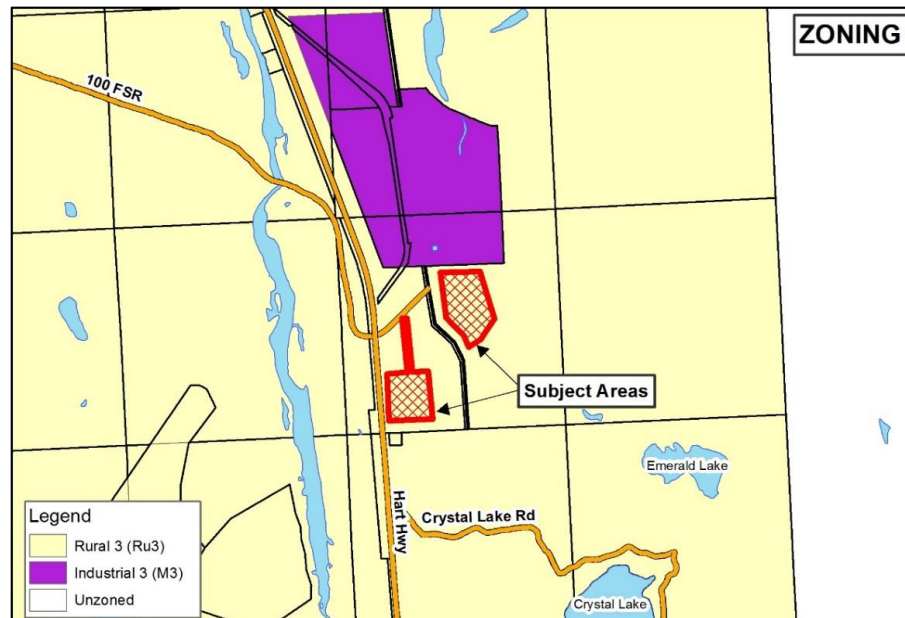 ZONING
100 FSR
Subject Areas
Emerald Lake
Hart Hwy
Crystal Lake Rd
Crystal Lake
Legend
Rural 3 (Ru3)
Industrial 3 (M3)
Unzoned